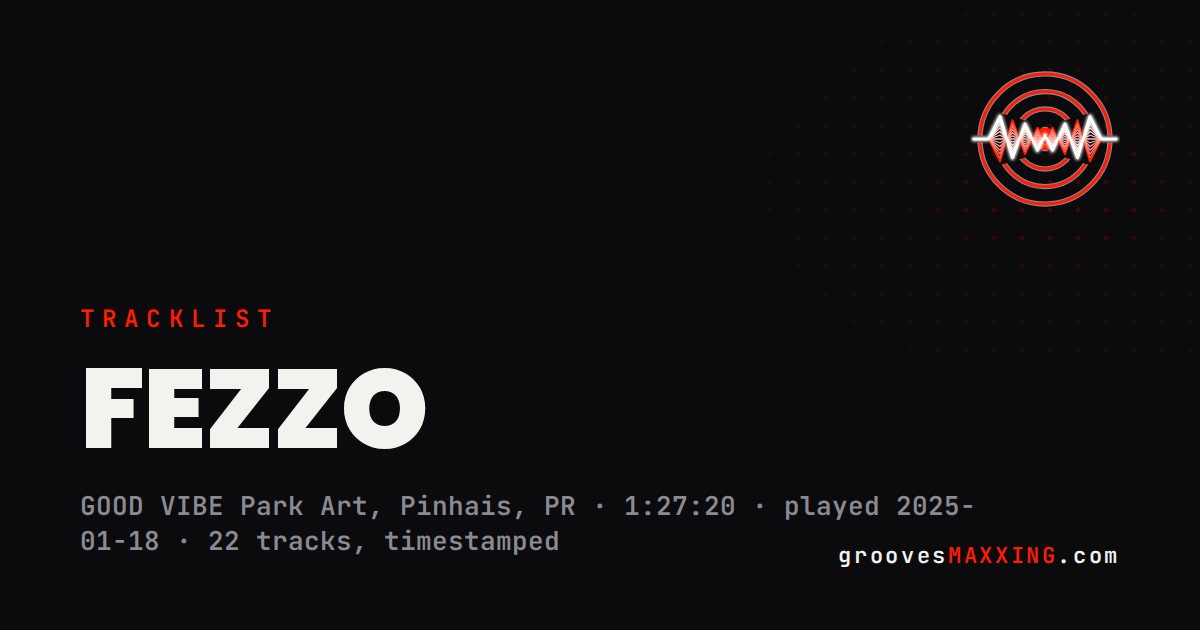 TRACKLIST
FEZZO
GOOD VIBE Park Art, Pinhais, PR · 1:27:20 · played 2025-
01-18 · 22 tracks, timestamped
groovesMAXXING.com